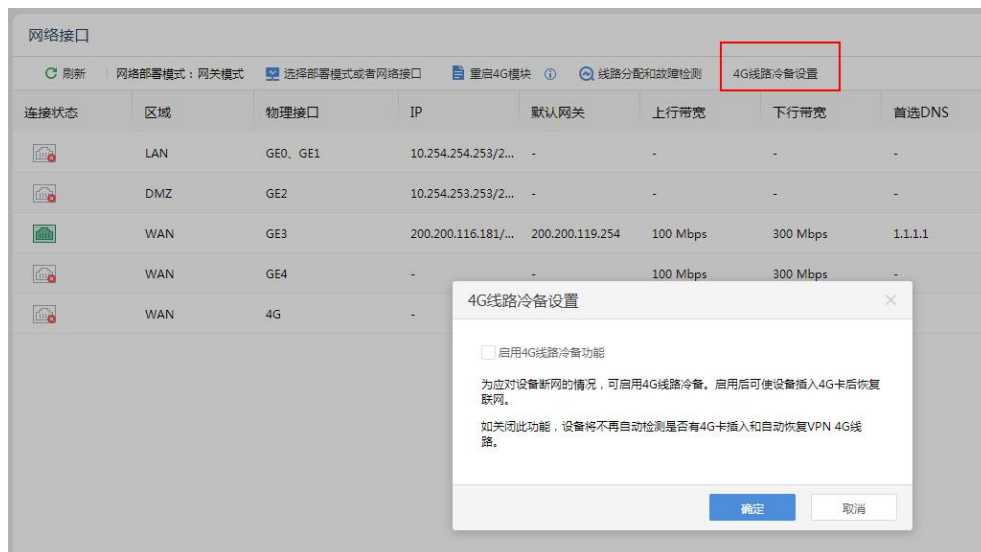 网络接口
刷新 网络部署模式：网关模式 选择部署模式或者网络接口 重启4G模块 线路分配和故障检测 4G线路冷备设置
连接状态 区域 物理接口 IP 默认网关 上行带宽 下行带宽 首选DNS
LAN GE0、GE1 10.254.254.253/2... - - - -
DMZ GE2 10.254.253.253/2... - - - -
WAN GE3 200.200.116.181/... 200.200.119.254 100 Mbps 300 Mbps 1.1.1.1
WAN GE4 - - 100 Mbps 300 Mbps -
WAN 4G -
4G线路冷备设置
启用4G线路冷备功能
为应对设备断网的情况，可启用4G线路冷备。启用后可使设备插入4G卡后恢复
联网。
如关闭此功能，设备将不再自动检测是否有4G卡插入和自动恢复VPN 4G线
路。
确定 取消